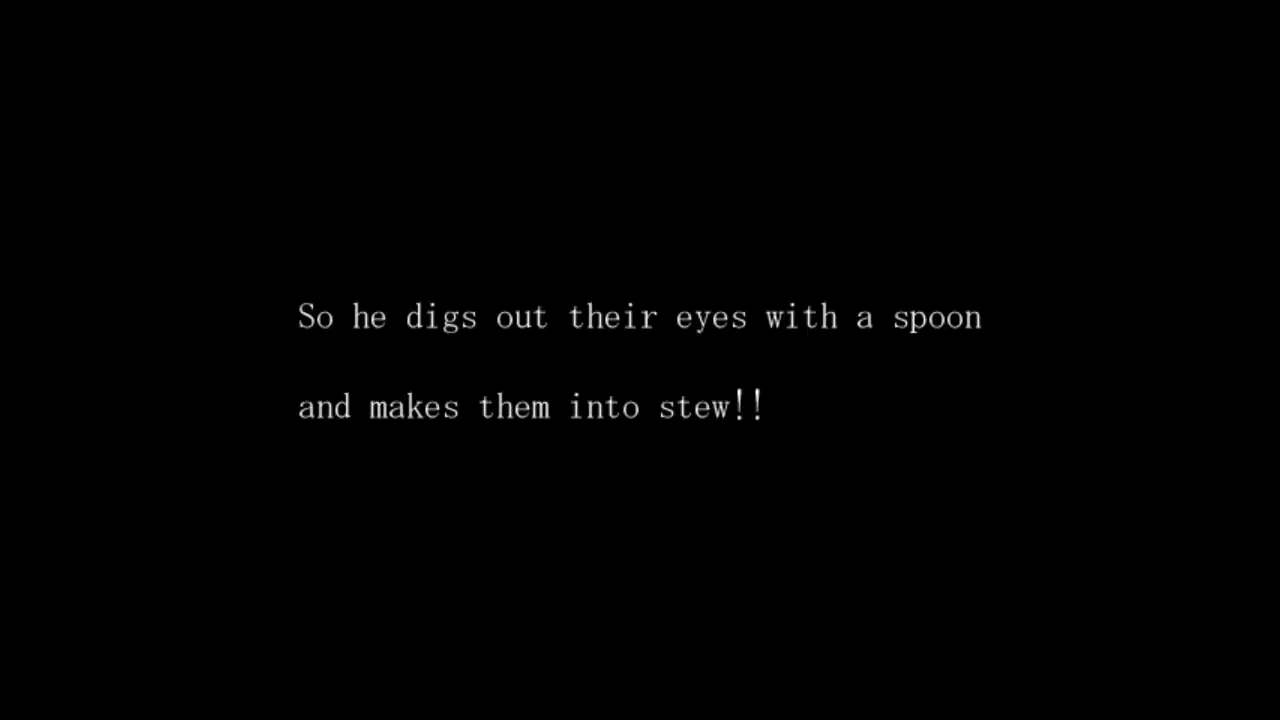 So he digs out their eyes with a spoon
and makes them into stew!!